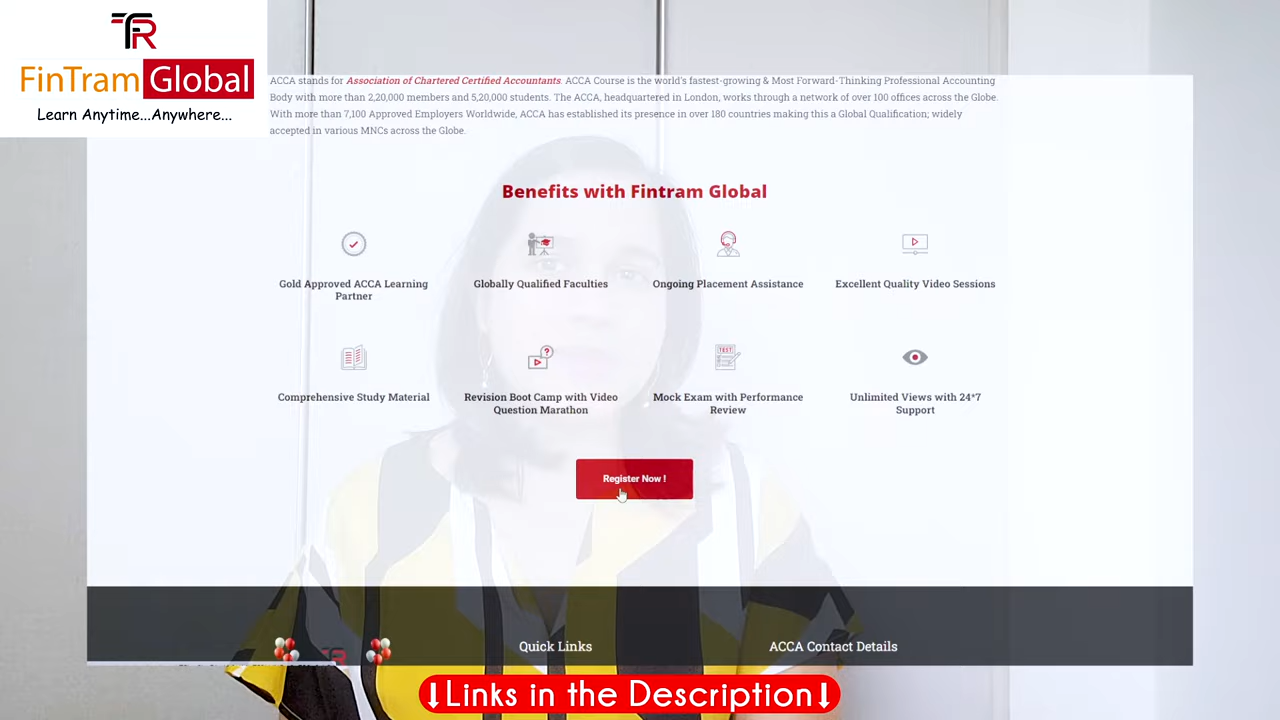 FinTram Global
Learn Anytime...Anywhere...
ACCA stands for Association of Chartered Certified Accountants. ACCA Course is the world's fastest-growing & Most Forward-Thinking Professional Accounting
Body with more than 2,20,000 members and 5,20,000 students. The ACCA, headquartered in London, works through a network of over 100 offices across the Globe.
With more than 7,100 Approved Employers Worldwide, ACCA has established its presence in over 180 countries making this a Global Qualification; widely
accepted in various MNCs across the Globe.
Benefits with Fintram Global
Gold Approved ACCA Learning
Partner
Globally Qualified Faculties
Ongoing Placement Assistance
Excellent Quality Video Sessions
Comprehensive Study Material
Revision Boot Camp with Video
Question Marathon
TEST
Mock Exam with Performance
Review
Unlimited Views with 24*7
Support
Register Now !
Quick Links
ACCA Contact Details
Links in the Description